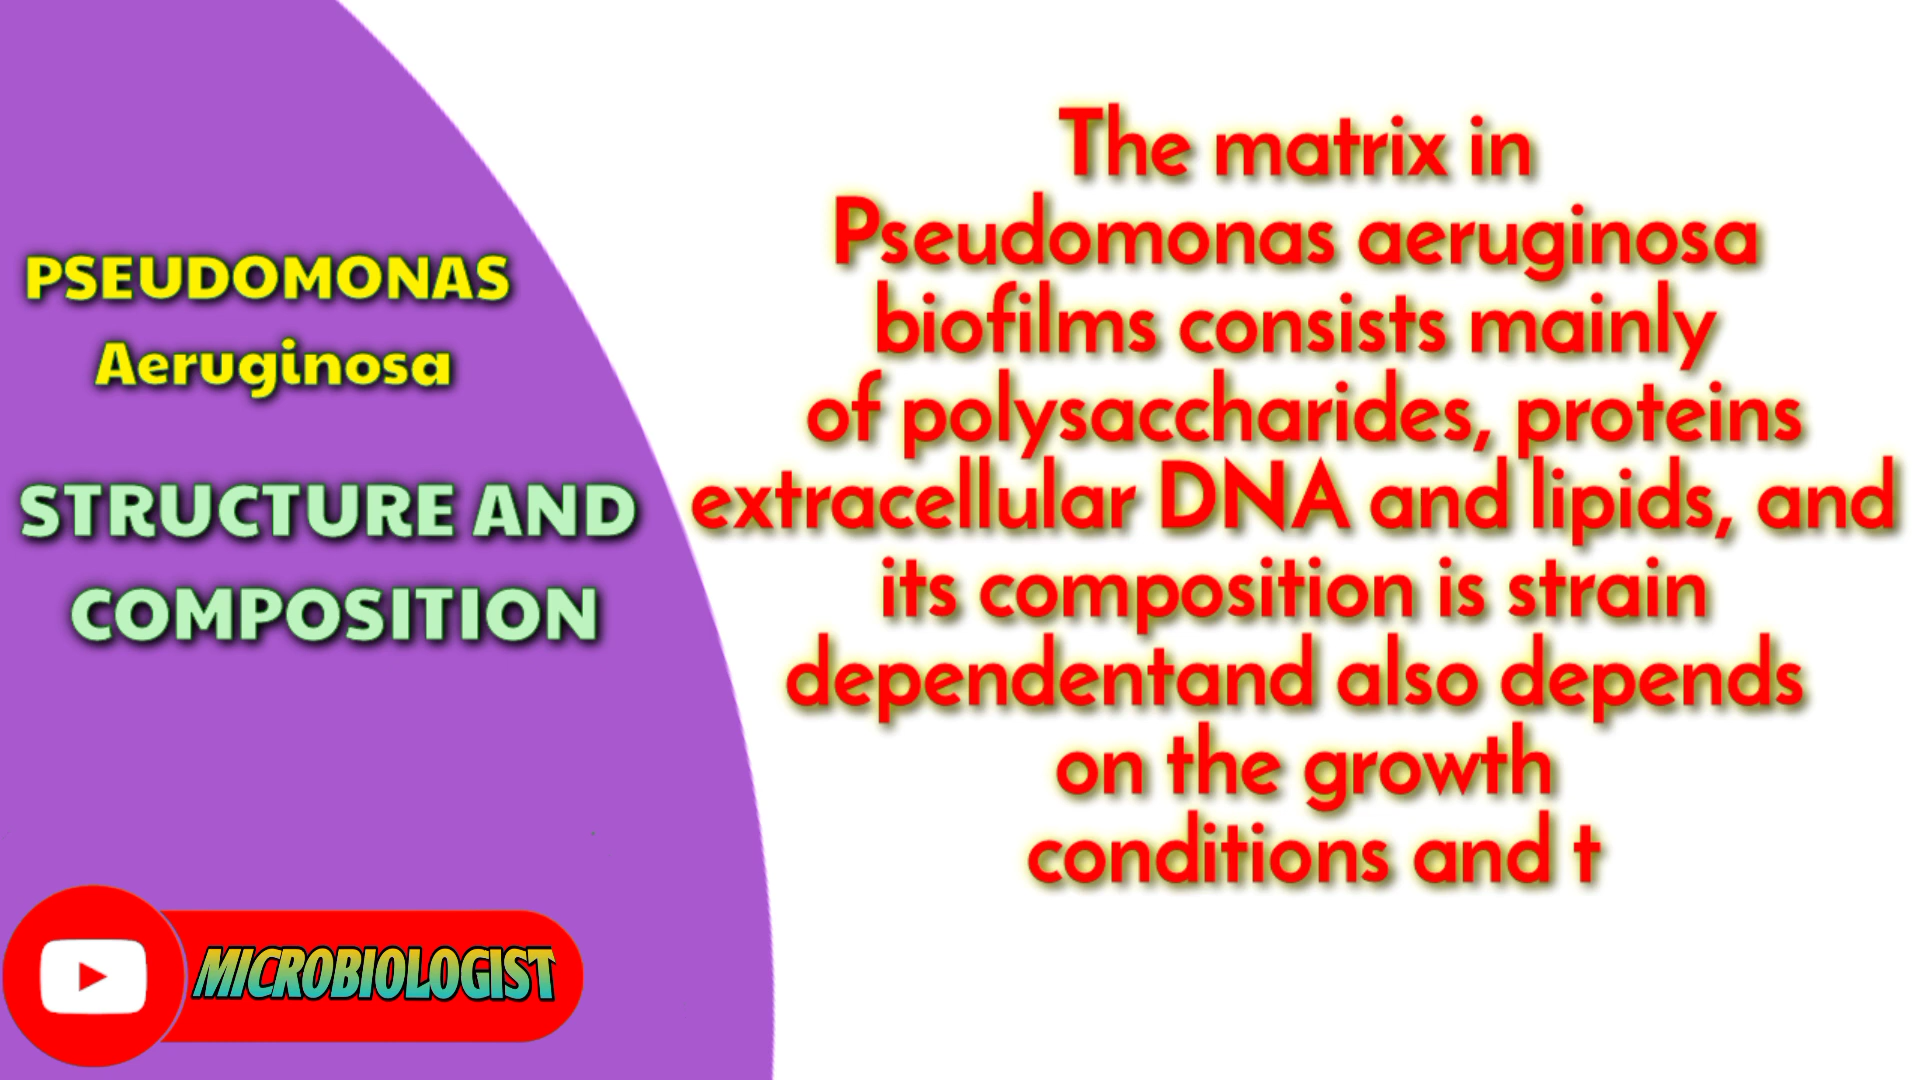 PSEUDOMONAS
Aeruginosa
STRUCTURE AND
COMPOSITION
MICROBIOLOGIST
The matrix in
Pseudomonas aeruginosa
biofilms consists mainly
of polysaccharides, proteins
extracellular DNA and lipids, and
its composition is strain
dependentand also depends
on the growth
conditions and t